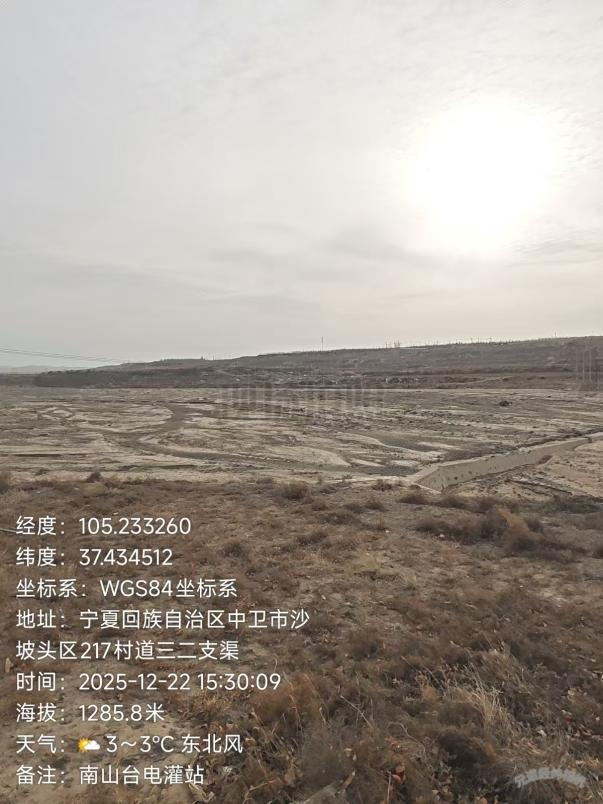 经度：105.233260
纬度：37.434512
坐标系：WGS84坐标系
地址：宁夏回族自治区中卫市沙
坡头区217村道三二支渠
时间：2025-12-22 15:30:09
海拔：1285.8米
天气：⛅ 3～3℃ 东北风
备注：南山台电灌站